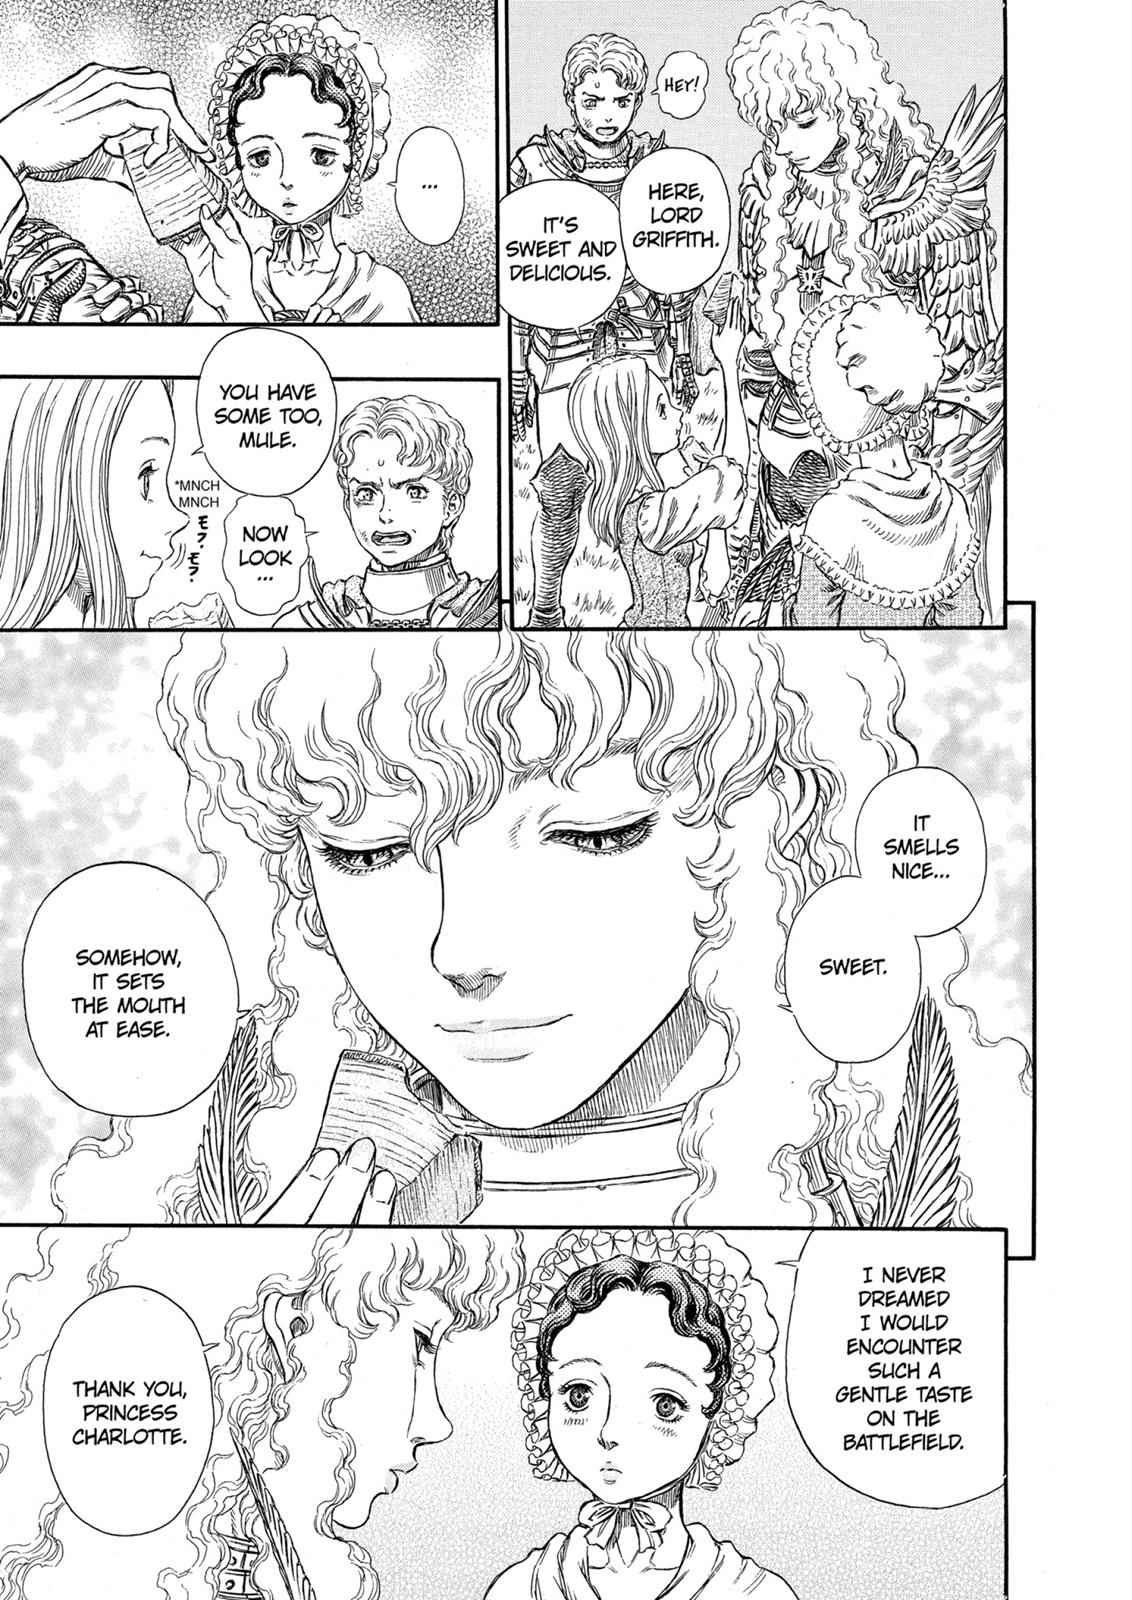 HEY!
HERE,
LORD
GRIFFITH.
IT'S
SWEET AND
DELICIOUS.
...
YOU HAVE
SOME TOO,
MULE.
*MNCH
MNCH
モフ、モフ、
NOW
LOOK
...
IT
SMELLS
NICE...
SWEET.
SOMEHOW,
IT SETS
THE MOUTH
AT EASE.
I NEVER
DREAMED
I WOULD
ENCOUNTER
SUCH A
GENTLE TASTE
ON THE
BATTLEFIELD.
THANK YOU,
PRINCESS
CHARLOTTE.